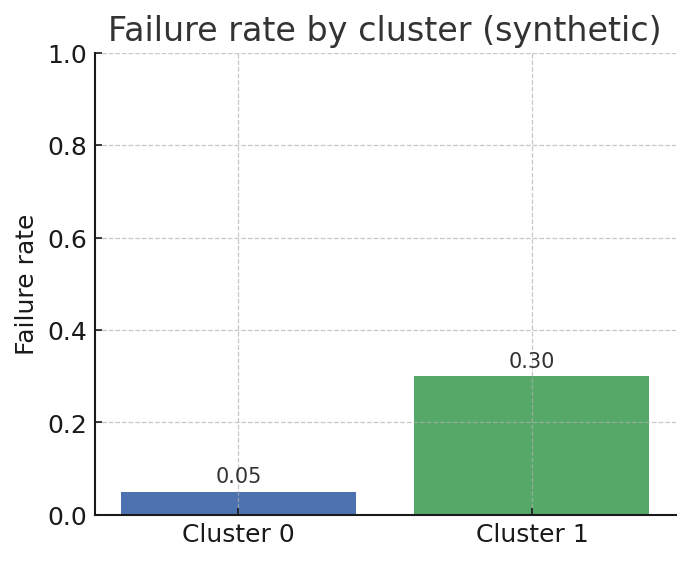 Failure rate by cluster (synthetic)
1.0
0.8
0.6
0.4
0.2
0.0
Failure rate
0.05
0.30
Cluster 0
Cluster 1